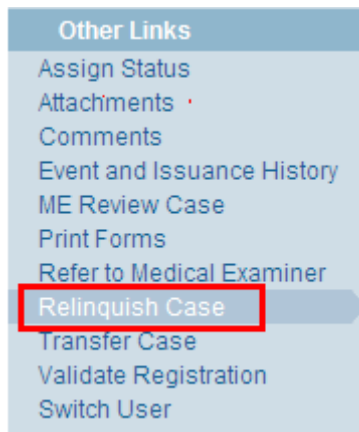 Other Links
Assign Status
Attachments
Comments
Event and Issuance History
ME Review Case
Print Forms
Refer to Medical Examiner
Relinquish Case
Transfer Case
Validate Registration
Switch User